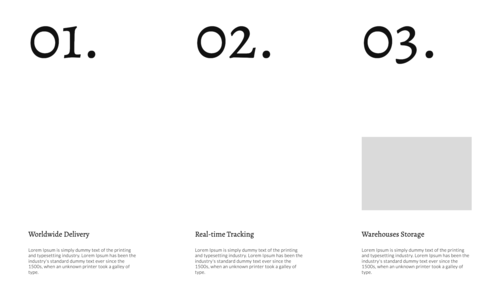 01.
02.
03.
Worldwide Delivery
Lorem Ipsum is simply dummy text of the printing
and typesetting industry. Lorem Ipsum has been the
industry's standard dummy text ever since the
1500s, when an unknown printer took a galley of
type.
Real-time Tracking
Lorem Ipsum is simply dummy text of the printing
and typesetting industry. Lorem Ipsum has been the
industry's standard dummy text ever since the
1500s, when an unknown printer took a galley of
type.
Warehouses Storage
Lorem Ipsum is simply dummy text of the printing
and typesetting industry. Lorem Ipsum has been the
industry's standard dummy text ever since the
1500s, when an unknown printer took a galley of
type.